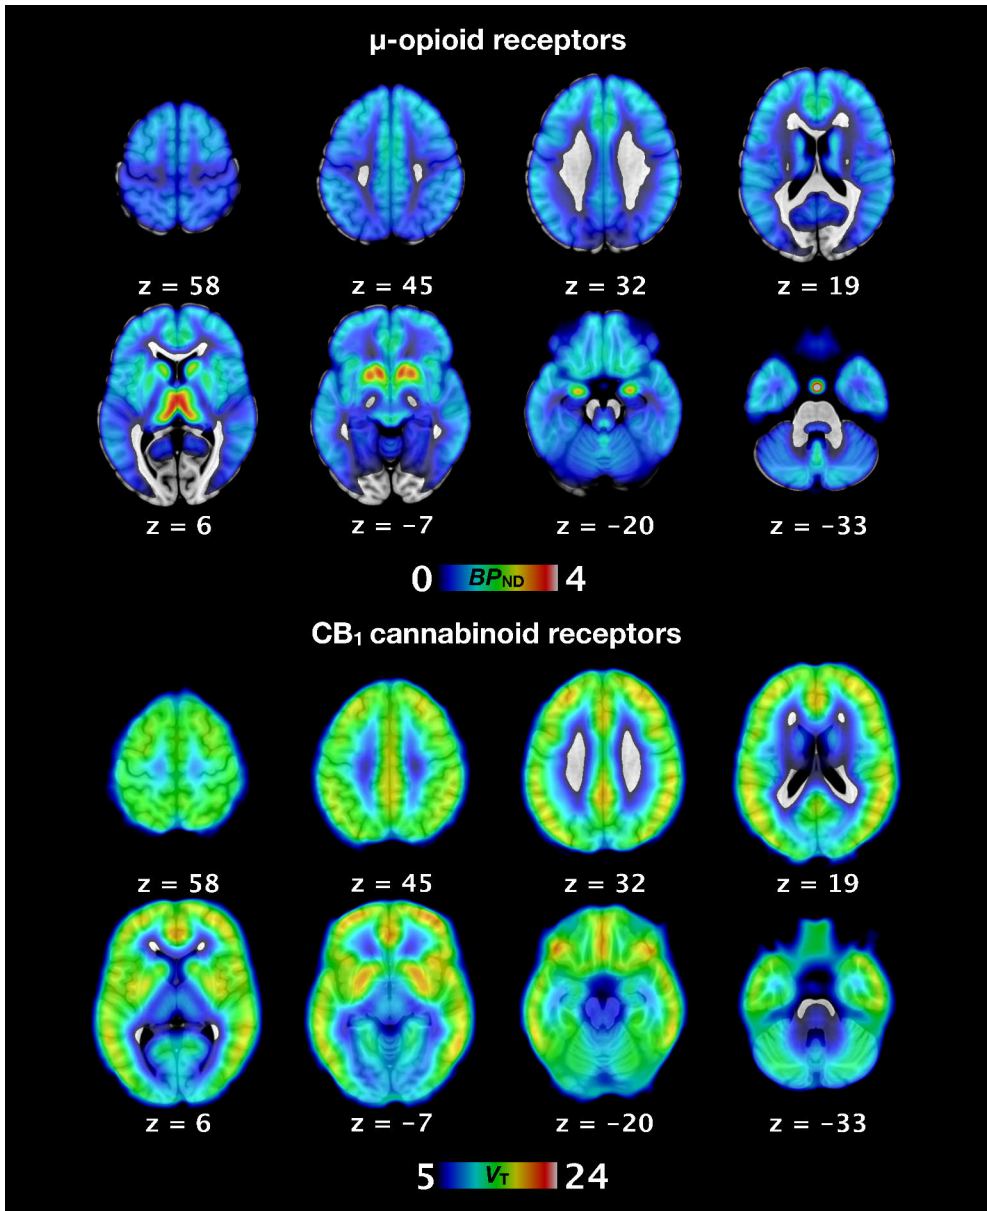 μ-opioid receptors
z = 58 z = 45 z = 32 z = 19
z = 6 z = –7 z = –20 z = –33
0 BPND 4
CB₁ cannabinoid receptors
z = 58 z = 45 z = 32 z = 19
z = 6 z = –7 z = –20 z = –33
5 VT 24